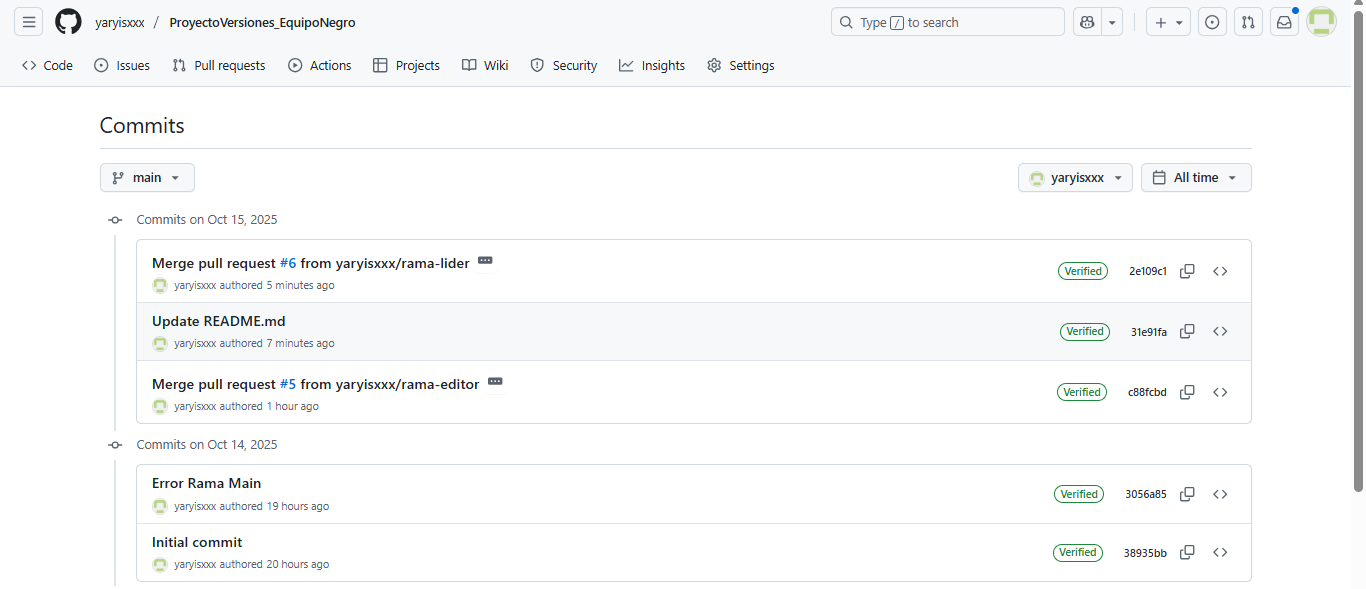 yaryisxxx / ProyectoVersiones_EquipoNegro Type / to search
Code Issues Pull requests Actions Projects Wiki Security Insights Settings
Commits
main yaryisxxx All time
Commits on Oct 15, 2025
Merge pull request #6 from yaryisxxx/rama-lider
yaryisxxx authored 5 minutes ago
Verified 2e109c1
Update README.md
yaryisxxx authored 7 minutes ago
Verified 31e91fa
Merge pull request #5 from yaryisxxx/rama-editor
yaryisxxx authored 1 hour ago
Verified c88fcbd
Commits on Oct 14, 2025
Error Rama Main
yaryisxxx authored 19 hours ago
Verified 3056a85
Initial commit
yaryisxxx authored 20 hours ago
Verified 38935bb